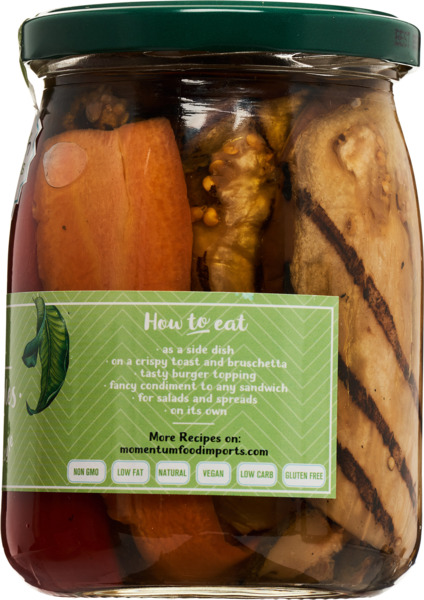 How to eat
· as a side dish
· on a crispy toast and bruschetta
· tasty burger topping
· fancy condiment to any sandwich
· for salads and spreads
· on its own
More Recipes on:
momentumfoodimports.com
NON GMO
LOW FAT
NATURAL
VEGAN
LOW CARB
GLUTEN FREE